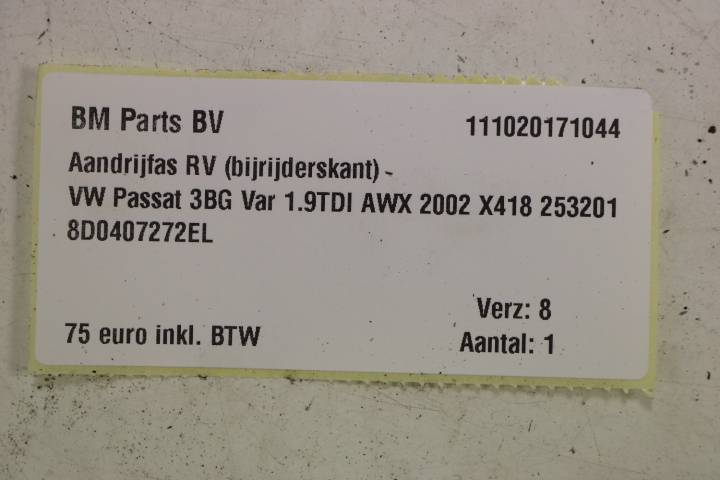 BM Parts BV 111020171044
Aandrijfas RV (bijrijderskant) -
VW Passat 3BG Var 1.9TDI AWX 2002 X418 253201
8D0407272EL
Verz: 8
75 euro inkl. BTW Aantal: 1